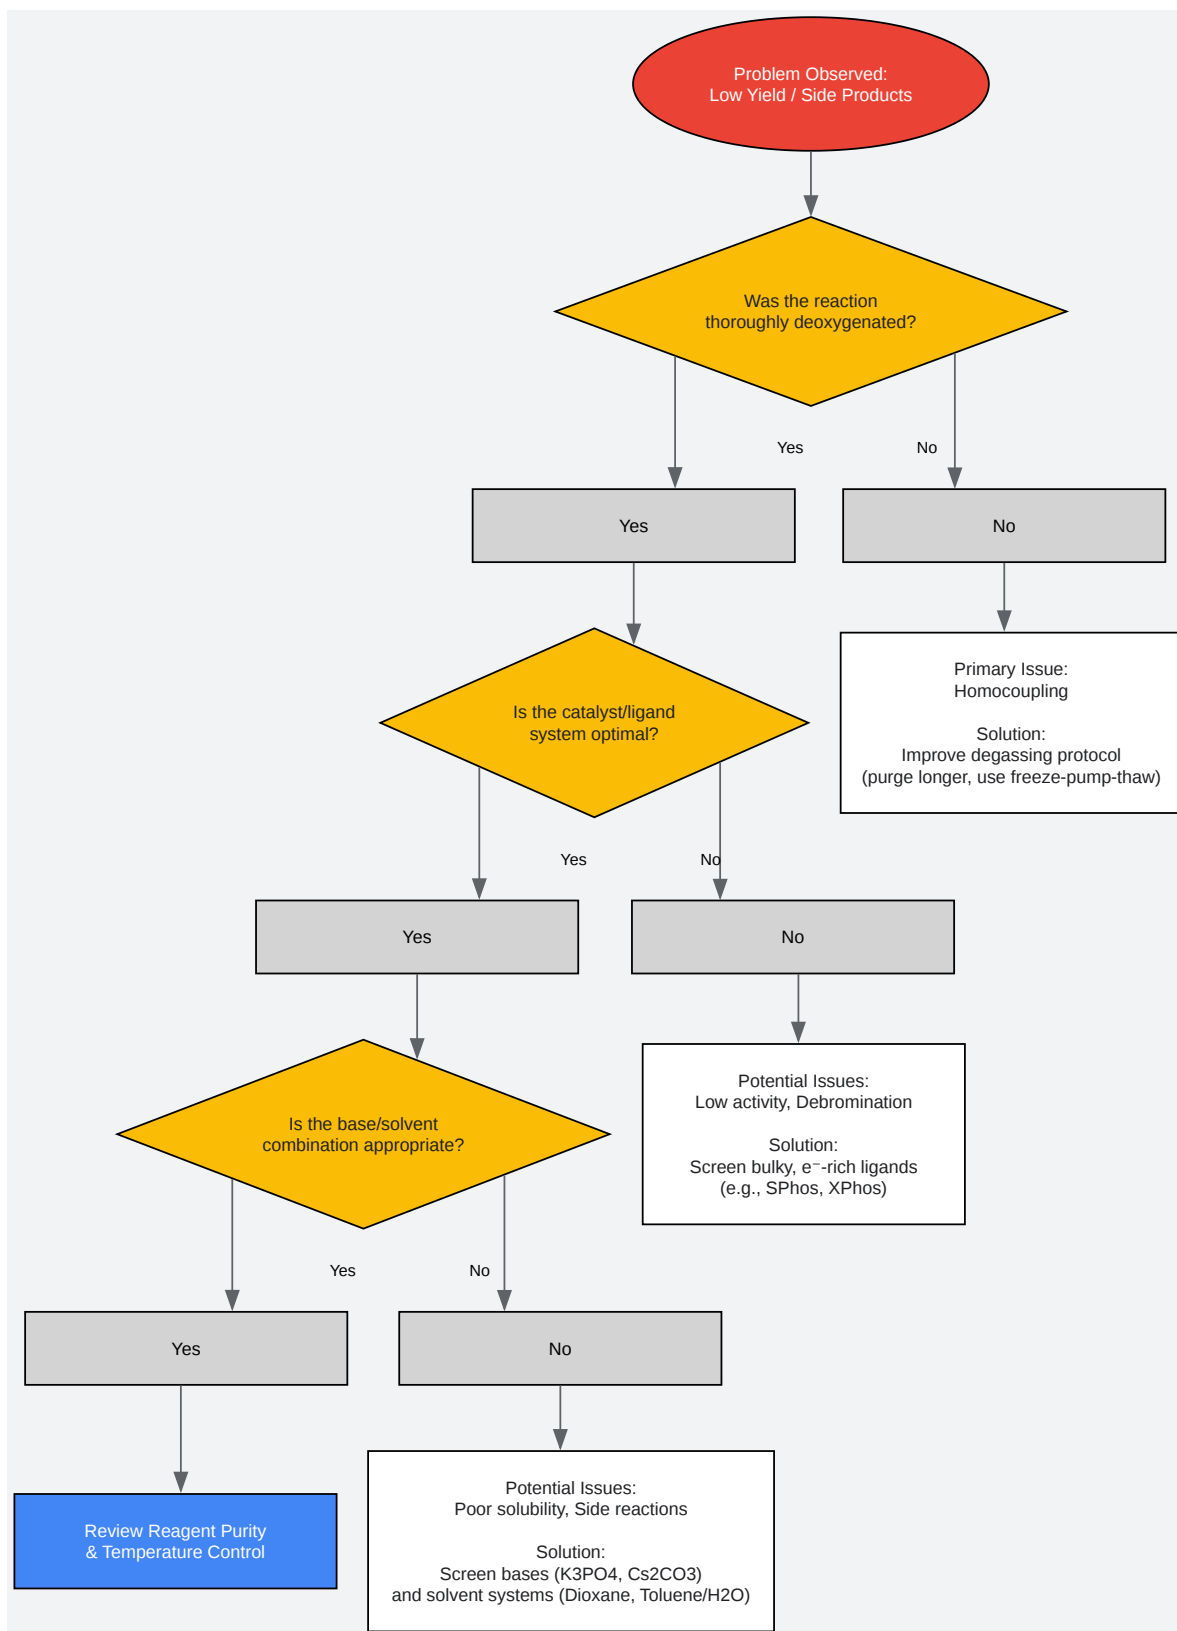 Problem Observed:
Low Yield / Side Products
Was the reaction
thoroughly deoxygenated?
Yes
No
Yes
No
Primary Issue:
Homocoupling
Solution:
Improve degassing protocol
(purge longer, use freeze-pump-thaw)
Is the catalyst/ligand
system optimal?
Yes
No
Yes
No
Potential Issues:
Low activity, Debromination
Solution:
Screen bulky, e⁻-rich ligands
(e.g., SPhos, XPhos)
Is the base/solvent
combination appropriate?
Yes
No
Yes
No
Review Reagent Purity
& Temperature Control
Potential Issues:
Poor solubility, Side reactions
Solution:
Screen bases (K3PO4, Cs2CO3)
and solvent systems (Dioxane, Toluene/H2O)